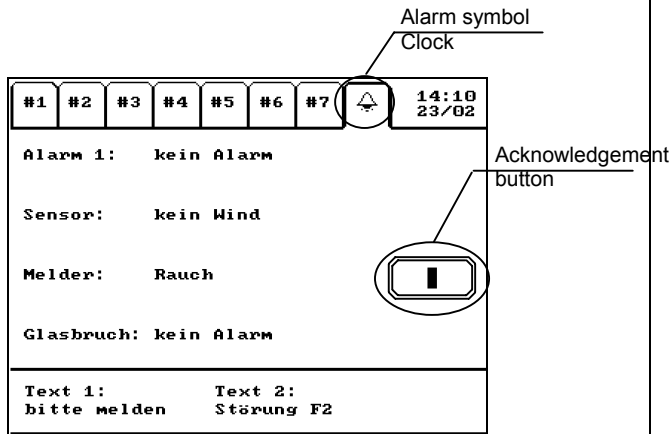 Alarm symbol
Clock
#1 #2 #3 #4 #5 #6 #7 14:10
23/02
Alarm 1: kein Alarm
Acknowledgement
button
Sensor: kein Wind
Melder: Rauch
Glasbruch: kein Alarm
Text 1: Text 2:
bitte melden Störung F2